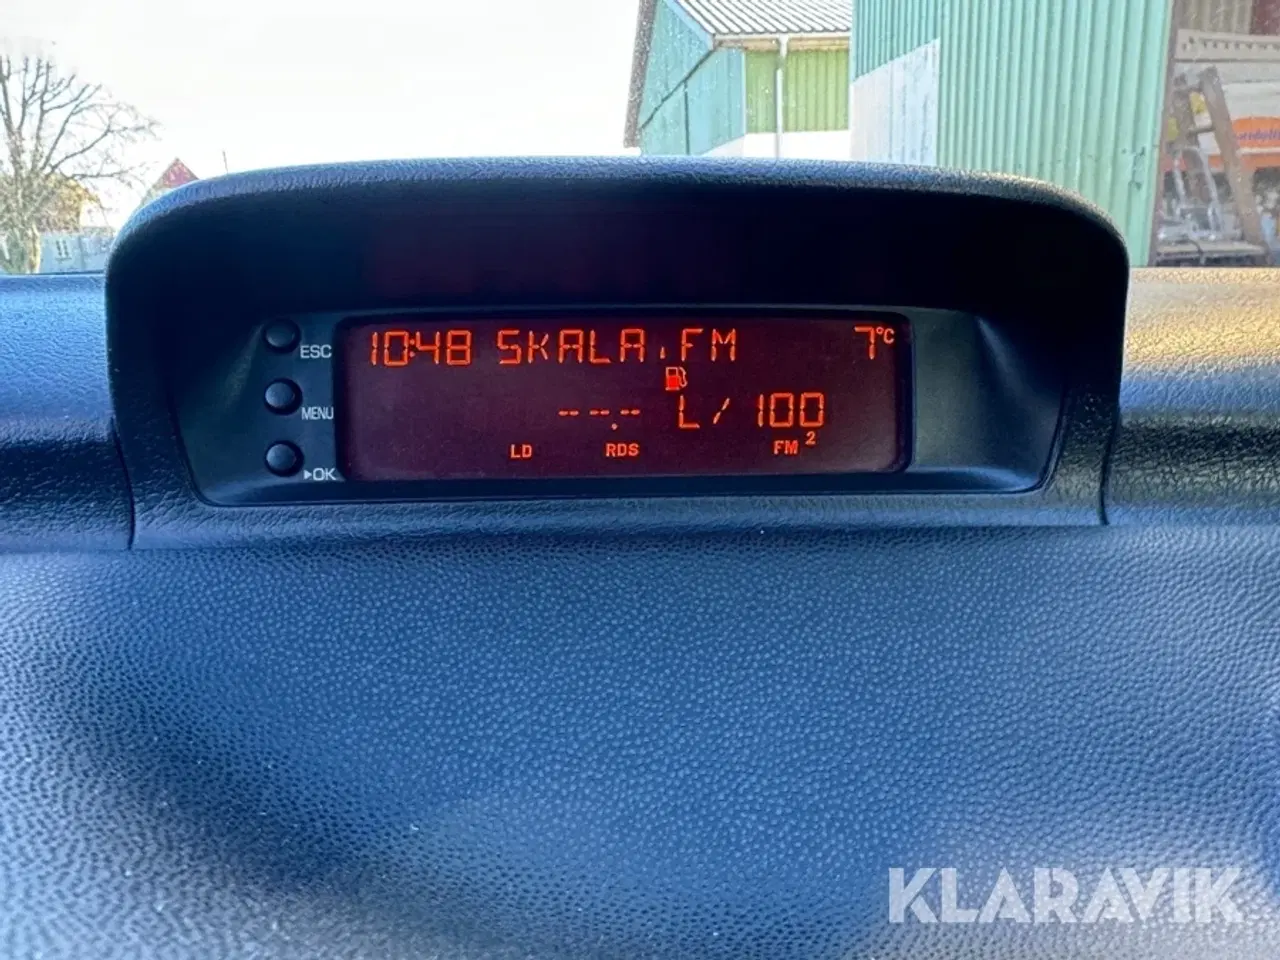 10:48 SKALA.FM 7°C
ESC
MENU
--.-- L/100
▶OK
LD RDS FM 2
KLARAVIK